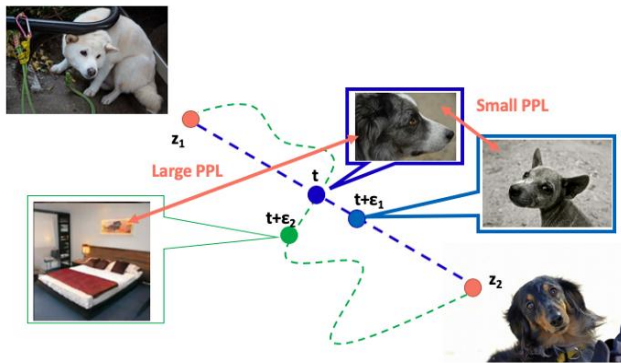 Small PPL
z1
Large PPL
t
t+ε1
t+ε2
z2